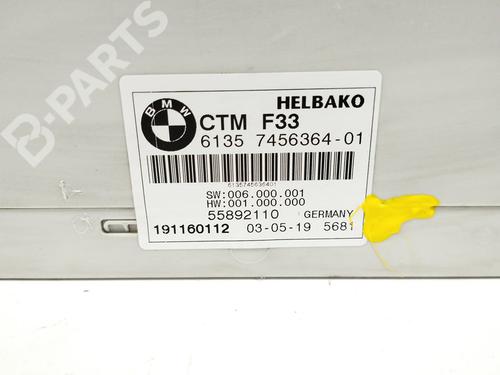 B-PARTS
BMW
HELBAKO
CTM F33
6135 7456364-01
6135745636401
SW:006.000.001
HW:001.000.000
55892110 GERMANY
191160112 03-05-19 5681